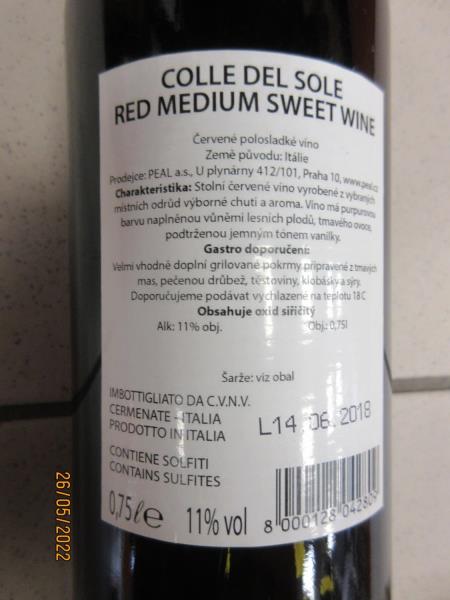 COLLE DEL SOLE
RED MEDIUM SWEET WINE
Červené polosladké víno
Země původu: Itálie
Prodejce: PEAL a.s., U plynárny 412/101, Praha 10, www.peal.cz
Charakteristika: Stolní červené víno vyrobené z vybraných
místních odrůd výborné chuti a aroma. Víno má purpurovou
barvu naplněnou vůněmi lesních plodů, tmavého ovoce,
podtrženou jemným tónem vanilky.
Gastro doporučení:
Velmi vhodně doplní grilované pokrmy připravené z tmavých
mas, pečenou drůbež, těstoviny, klobásky a sýry.
Doporučujeme podávat vychlazené na teplotu 18 C
Obsahuje oxid siřičitý
Alk: 11% obj. Obj.: 0,75l
Šarže: viz obal
IMBOTTIGLIATO DA C.V.N.V.
CERMENATE - ITALIA
PRODOTTO IN ITALIA
L14.06.2018
CONTIENE SOLFITI
CONTAINS SULFITES
0,75ℓe 11% vol
8 000128 042809
26/05/2022